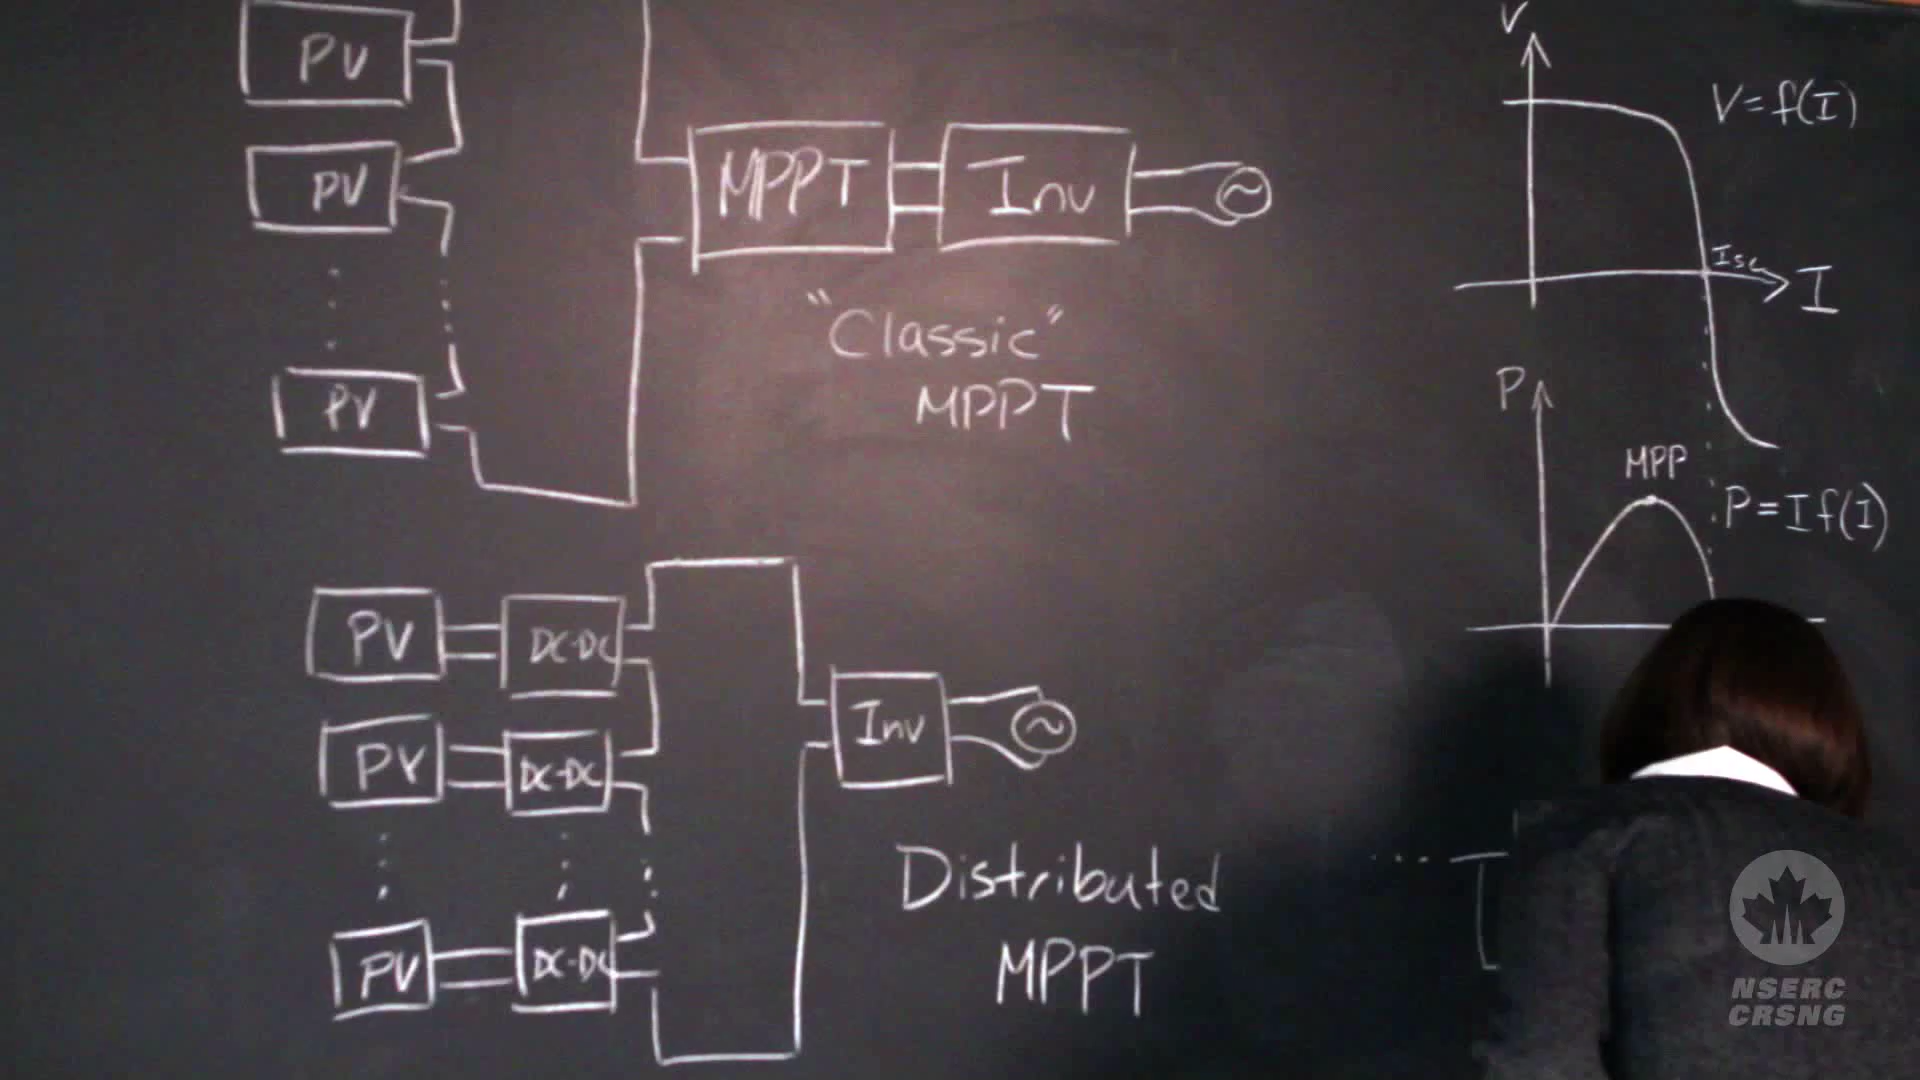 PV
PV
PV
MPPT
Inv
~
"Classic"
MPPT
PV
DC-DC
PV
DC-DC
PV
DC-DC
Inv
~
Distributed
MPPT
V
V=f(I)
Isc
I
P
MPP
P=If(I)
NSERC
CRSNG